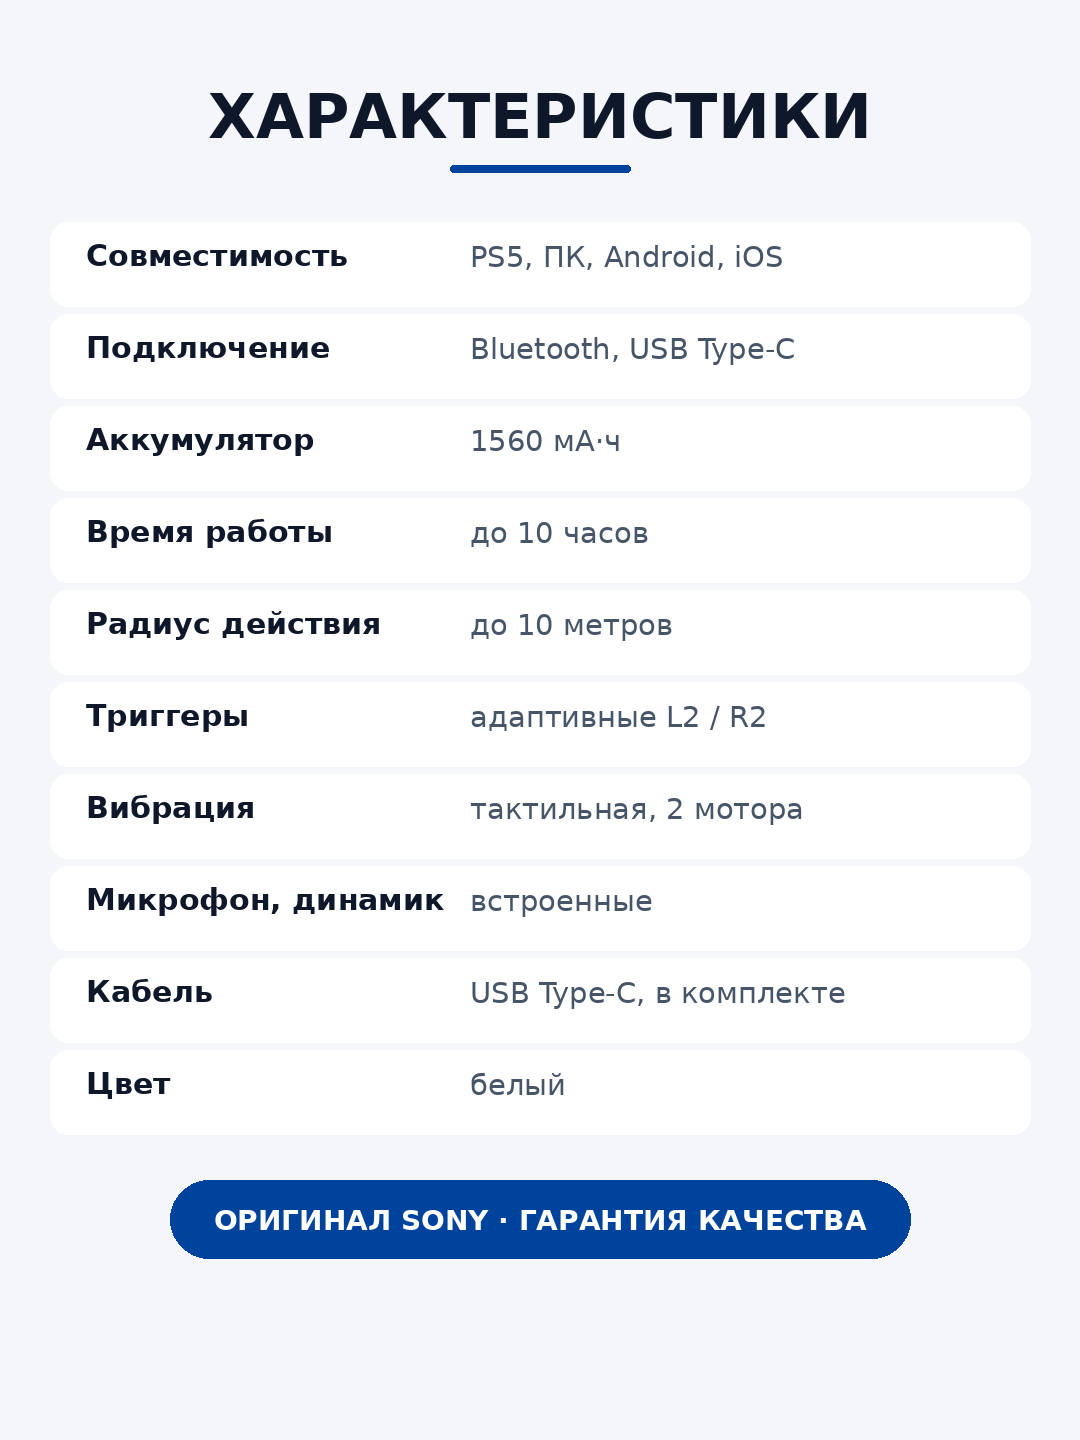 ХАРАКТЕРИСТИКИ
Совместимость PS5, ПК, Android, iOS
Подключение Bluetooth, USB Type-C
Аккумулятор 1560 мА·ч
Время работы до 10 часов
Радиус действия до 10 метров
Триггеры адаптивные L2 / R2
Вибрация тактильная, 2 мотора
Микрофон, динамик встроенные
Кабель USB Type-C, в комплекте
Цвет белый
ОРИГИНАЛ SONY · ГАРАНТИЯ КАЧЕСТВА